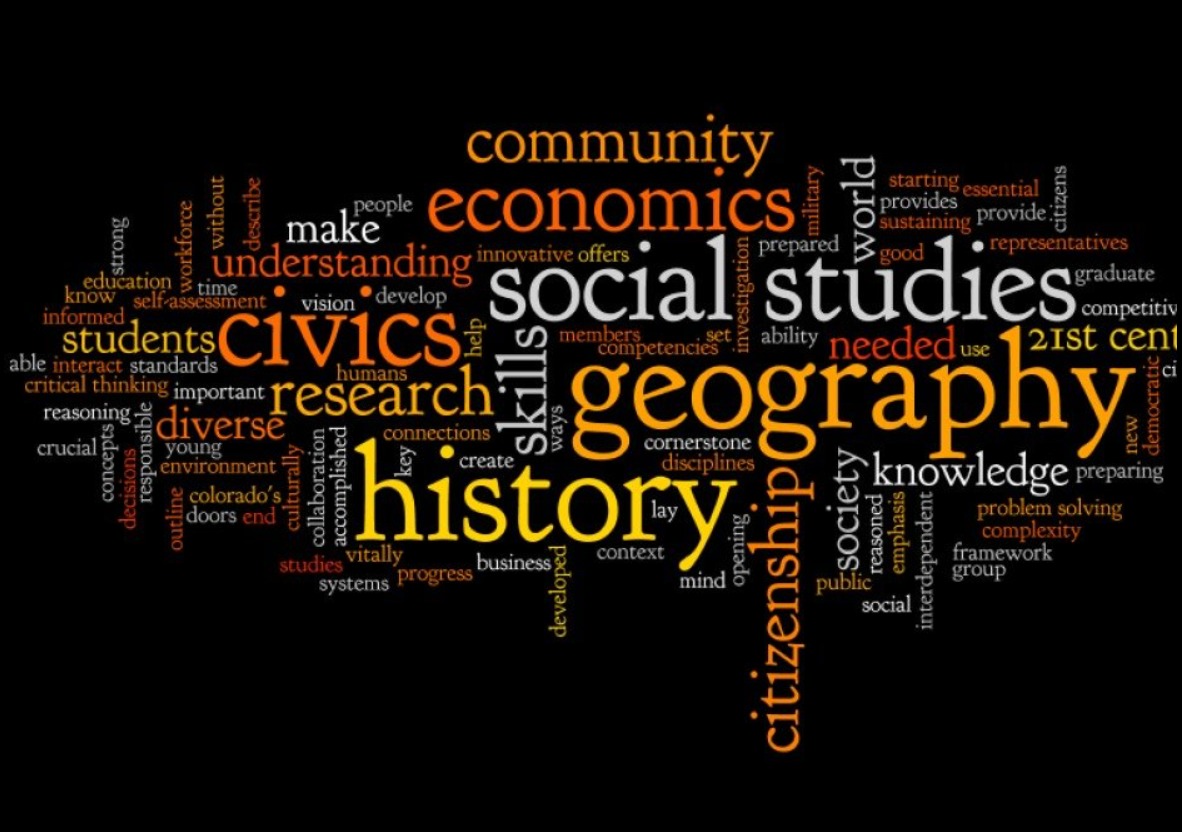 community
economics
military
world
starting
essential
citizens
provides
sustaining
provide
people
make
without
describe
workforce
strong
understanding
innovative
offers
investigation
prepared
good
representatives
social studies
graduate
education
time
know
self-assessment
vision
develop
informed
students
civics
help
skills
members
set
competencies
ability
needed
use
competitiv
21st cent
geography
democratic
ci
new
able
interact
standards
humans
critical thinking
important
research
ways
reasoning
diverse
connections
cornerstone
crucial
concepts
responsible
young
decisions
environment
culturally
collaboration
accomplished
key
create
disciplines
history
citizenship
society
knowledge
preparing
outline
colorado's
doors
end
lay
reasoned
emphasis
interdependent
problem solving
complexity
framework
group
studies
vitally
systems
progress
business
developed
context
mind
opening
public
social